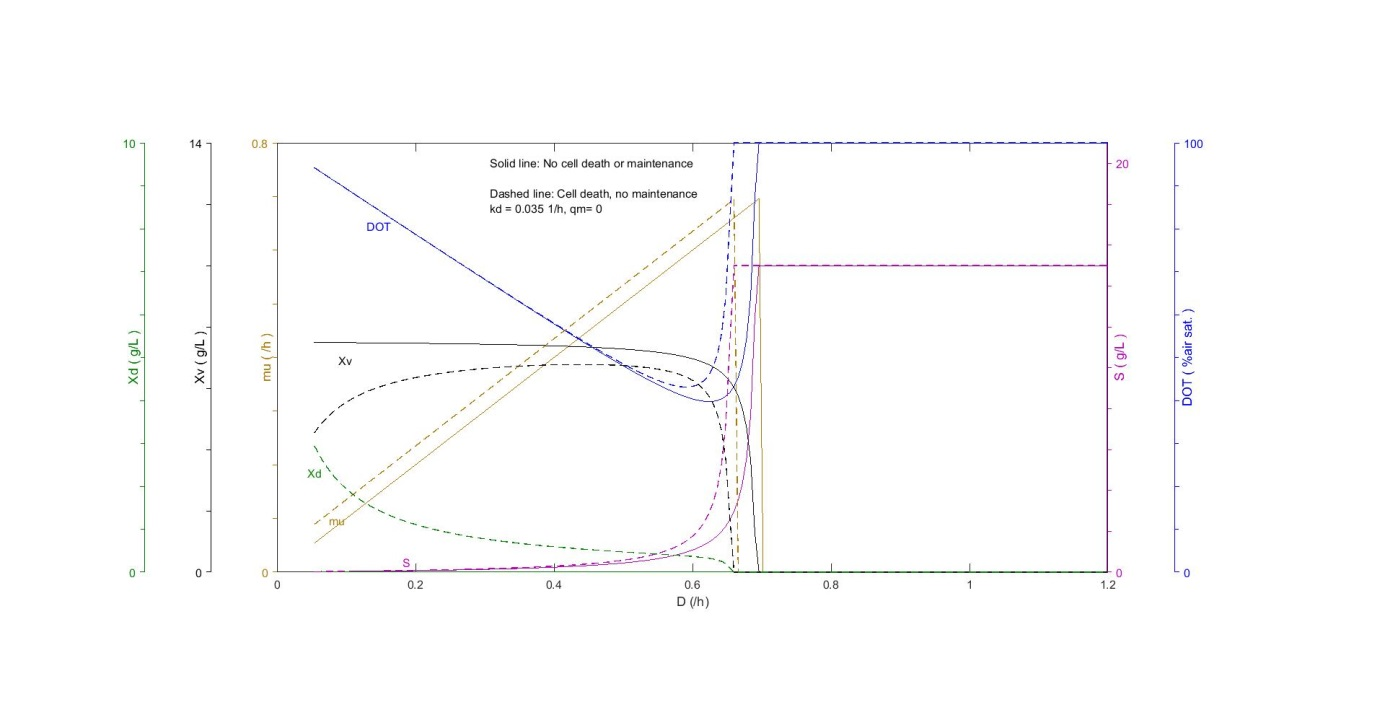 10
14
0.8
100
Solid line: No cell death or maintenance
20
Dashed line: Cell death, no maintenance
kd = 0.035 1/h, qm= 0
DOT
Xd ( g/L )
Xv ( g/L )
mu ( /h )
S ( g/L )
DOT ( %air sat. )
Xv
Xd
mu
S
0
0
0
0
0
0
0.2
0.4
0.6
0.8
1
1.2
D (/h)